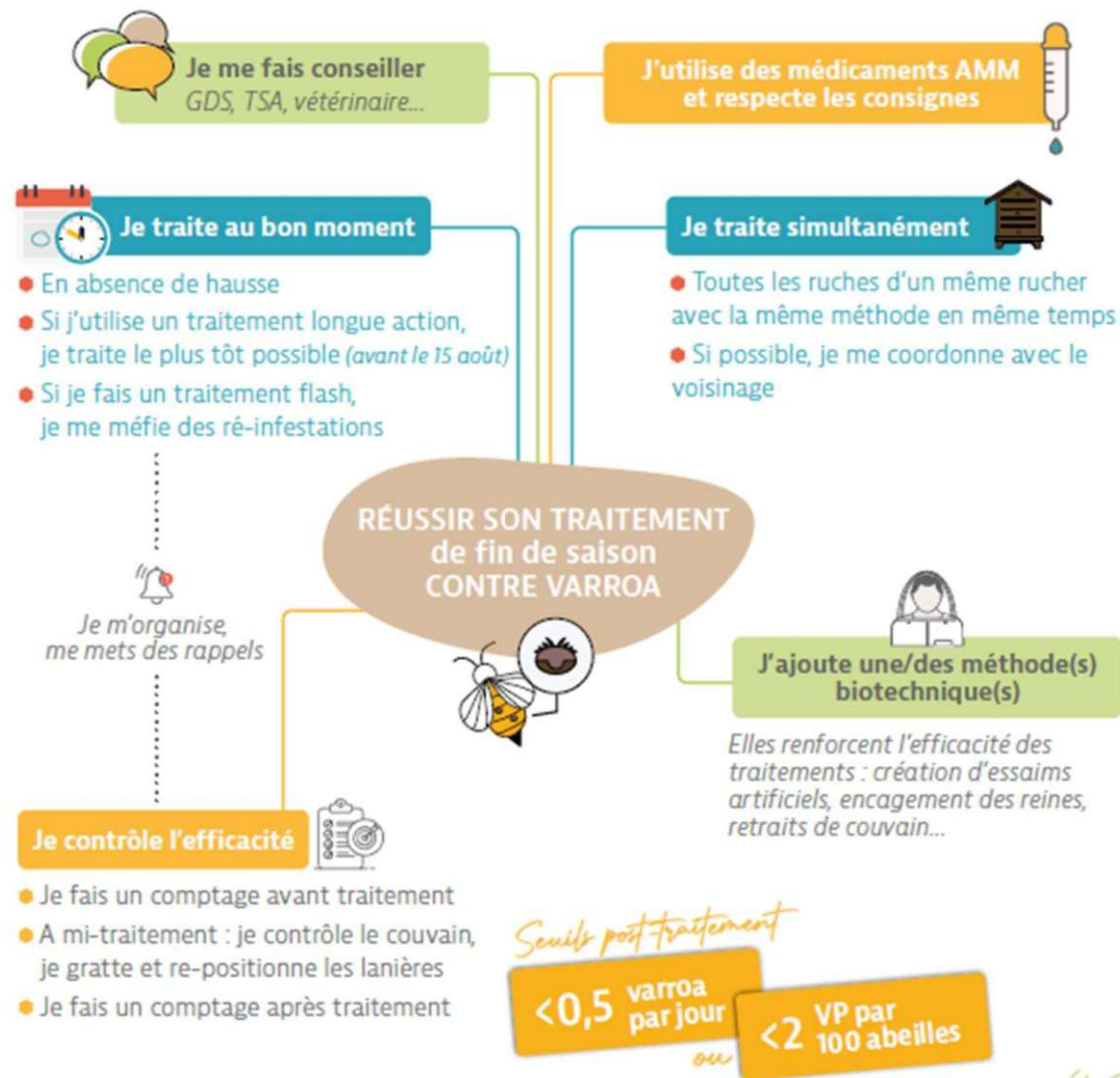 Je me fais conseiller
GDS, TSA, vétérinaire...
J'utilise des médicaments AMM
et respecte les consignes
Je traite au bon moment
En absence de hausse
Si j'utilise un traitement longue action,
je traite le plus tôt possible (avant le 15 août)
Si je fais un traitement flash,
je me méfie des ré-infestations
Je traite simultanément
Toutes les ruches d'un même rucher
avec la même méthode en même temps
Si possible, je me coordonne avec le
voisinage
RÉUSSIR SON TRAITEMENT
de fin de saison
CONTRE VARROA
Je m'organise,
me mets des rappels
J'ajoute une/des méthode(s)
biotechnique(s)
Elles renforcent l'efficacité des
traitements : création d'essaims
artificiels, encagement des reines,
retraits de couvain...
Je contrôle l'efficacité
Je fais un comptage avant traitement
A mi-traitement : je contrôle le couvain,
je gratte et re-positionne les lanières
Je fais un comptage après traitement
Seuils post-traitement
<0,5 varroa
par jour
ou
<2 VP par
100 abeilles